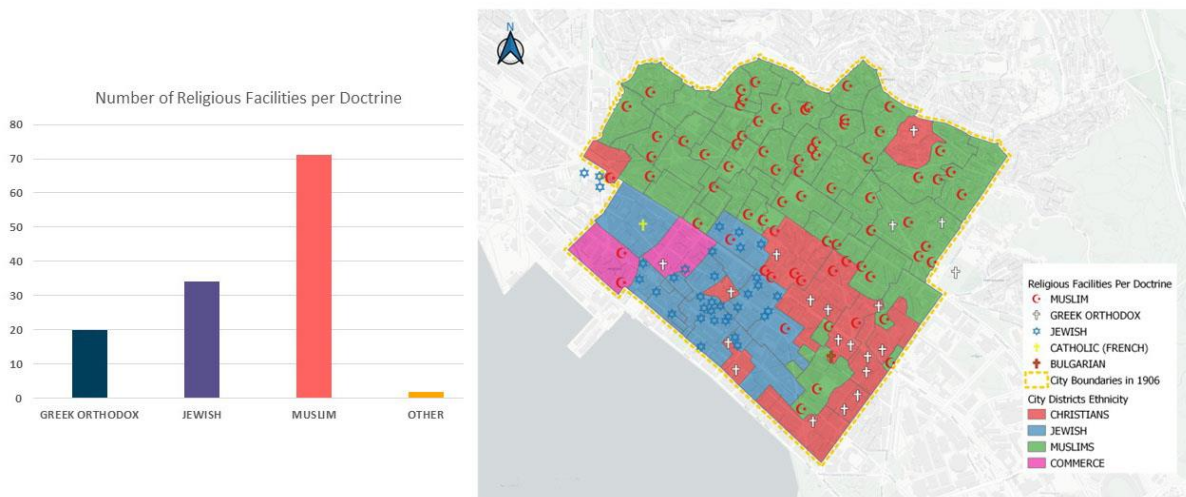 Number of Religious Facilities per Doctrine
80
70
60
50
40
30
20
10
0
GREEK ORTHODOX
JEWISH
MUSLIM
OTHER
N
Religious Facilities Per Doctrine
MUSLIM
GREEK ORTHODOX
JEWISH
CATHOLIC (FRENCH)
BULGARIAN
City Boundaries in 1906
City Districts Ethnicity
CHRISTIANS
JEWISH
MUSLIMS
COMMERCE